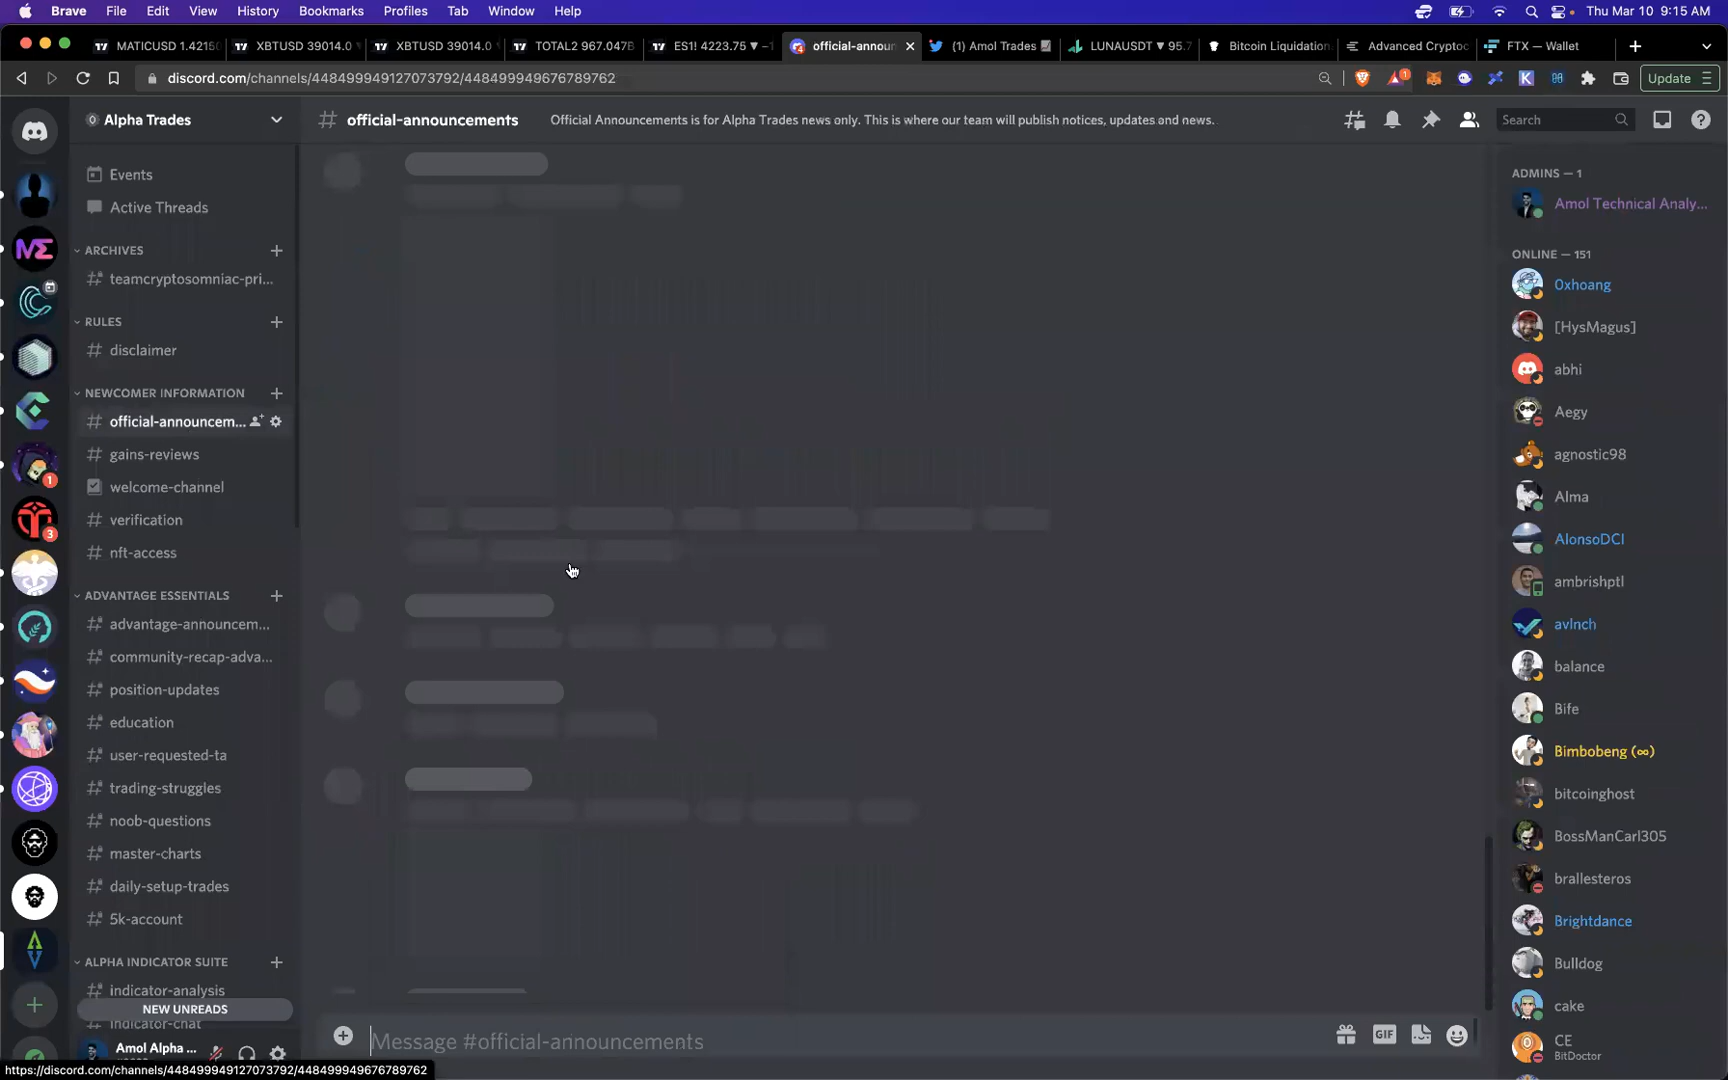 Brave File Edit View History Bookmarks Profiles Tab Window Help Thu Mar 10 9:15 AM
MATICUSD 1.4215 XBTUSD 39014.0 XBTUSD 39014.0 TOTAL2 967.047B ES1! 4223.75 ▼ −1 official-announ (1) Amol Trades LUNAUSDT ▼ 95.7 Bitcoin Liquidation Advanced Cryptoc FTX — Wallet
discord.com/channels/448499949127073792/448499949676789762 1 Update
Alpha Trades
# official-announcements Official Announcements is for Alpha Trades news only. This is where our team will publish notices, updates and news. Search
Events
Active Threads
ARCHIVES
teamcryptosomniac-pri...
RULES
disclaimer
NEWCOMER INFORMATION
official-announcem...
gains-reviews
welcome-channel
verification
nft-access
ADVANTAGE ESSENTIALS
advantage-announcem...
community-recap-adva...
position-updates
education
user-requested-ta
trading-struggles
noob-questions
master-charts
daily-setup-trades
5k-account
ALPHA INDICATOR SUITE
indicator-analysis
NEW UNREADS
indicator-chat
Amol Alpha ...
1
3
Message #official-announcements
GIF
https://discord.com/channels/448499949127073792/448499949676789762
ADMINS — 1
Amol Technical Analy...
ONLINE — 151
0xhoang
[HysMagus]
abhi
Aegy
agnostic98
Alma
AlonsoDCI
ambrishptl
avlnch
balance
Bife
Bimbobeng (∞)
bitcoinghost
BossManCarl305
brallesteros
Brightdance
Bulldog
cake
CE
BitDoctor